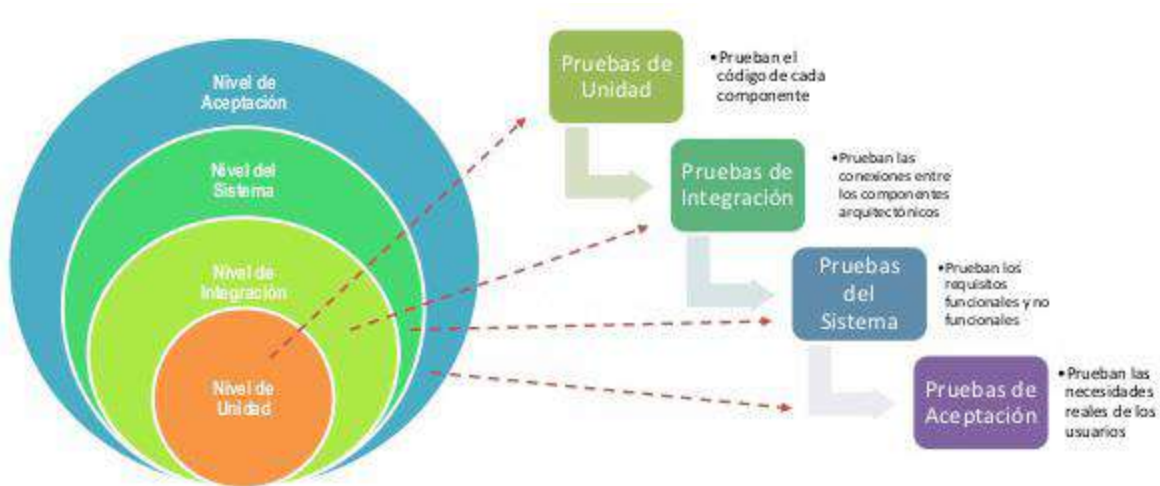 Nivel de
Aceptación
Nivel del
Sistema
Nivel de
Integración
Nivel de
Unidad
Pruebas de
Unidad
•Prueban el
código de cada
componente
Pruebas de
Integración
•Prueban las
conexiones entre
los componentes
arquitectónicos
Pruebas
del
Sistema
•Prueban los
requisitos
funcionales y no
funcionales
Pruebas de
Aceptación
•Prueban las
necesidades
reales de los
usuarios